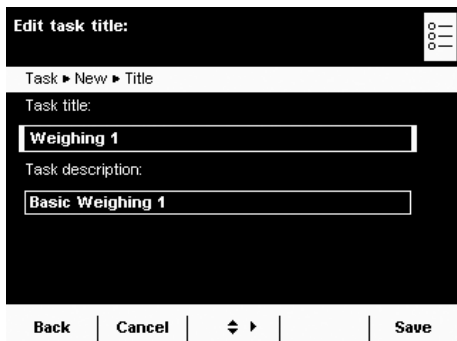 Edit task title:
Task ▸ New ▸ Title
Task title:
Weighing 1
Task description:
Basic Weighing 1
Back Cancel Save